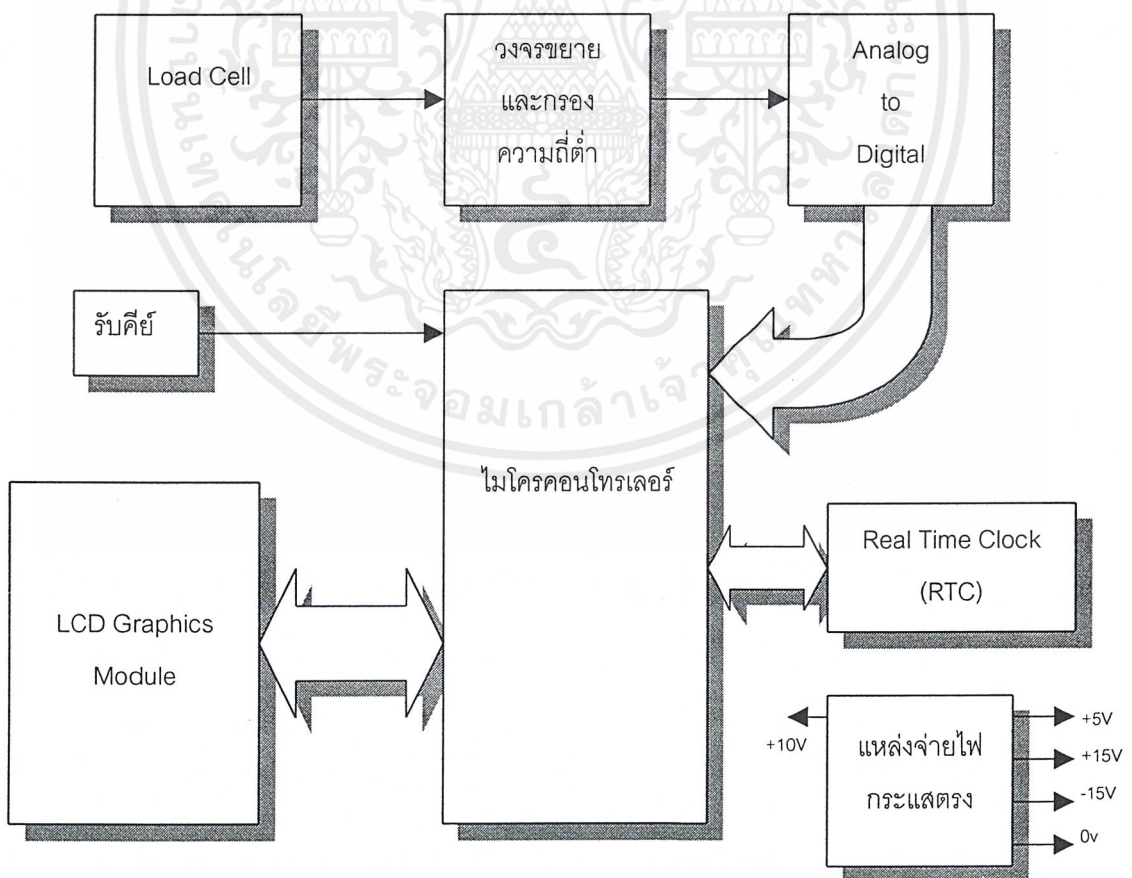 Load Cell
วงจรขยาย
และกรอง
ความถี่ต่ำ
Analog
to
Digital
รับคีย์
ไมโครคอนโทรเลอร์
LCD Graphics
Module
Real Time Clock
(RTC)
แหล่งจ่ายไฟ
กระแสตรง
+10V
+5V
+15V
-15V
0v